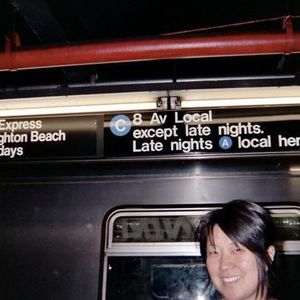 Express
ghton Beach
days
C 8 Av Local
except late nights.
Late nights A local her